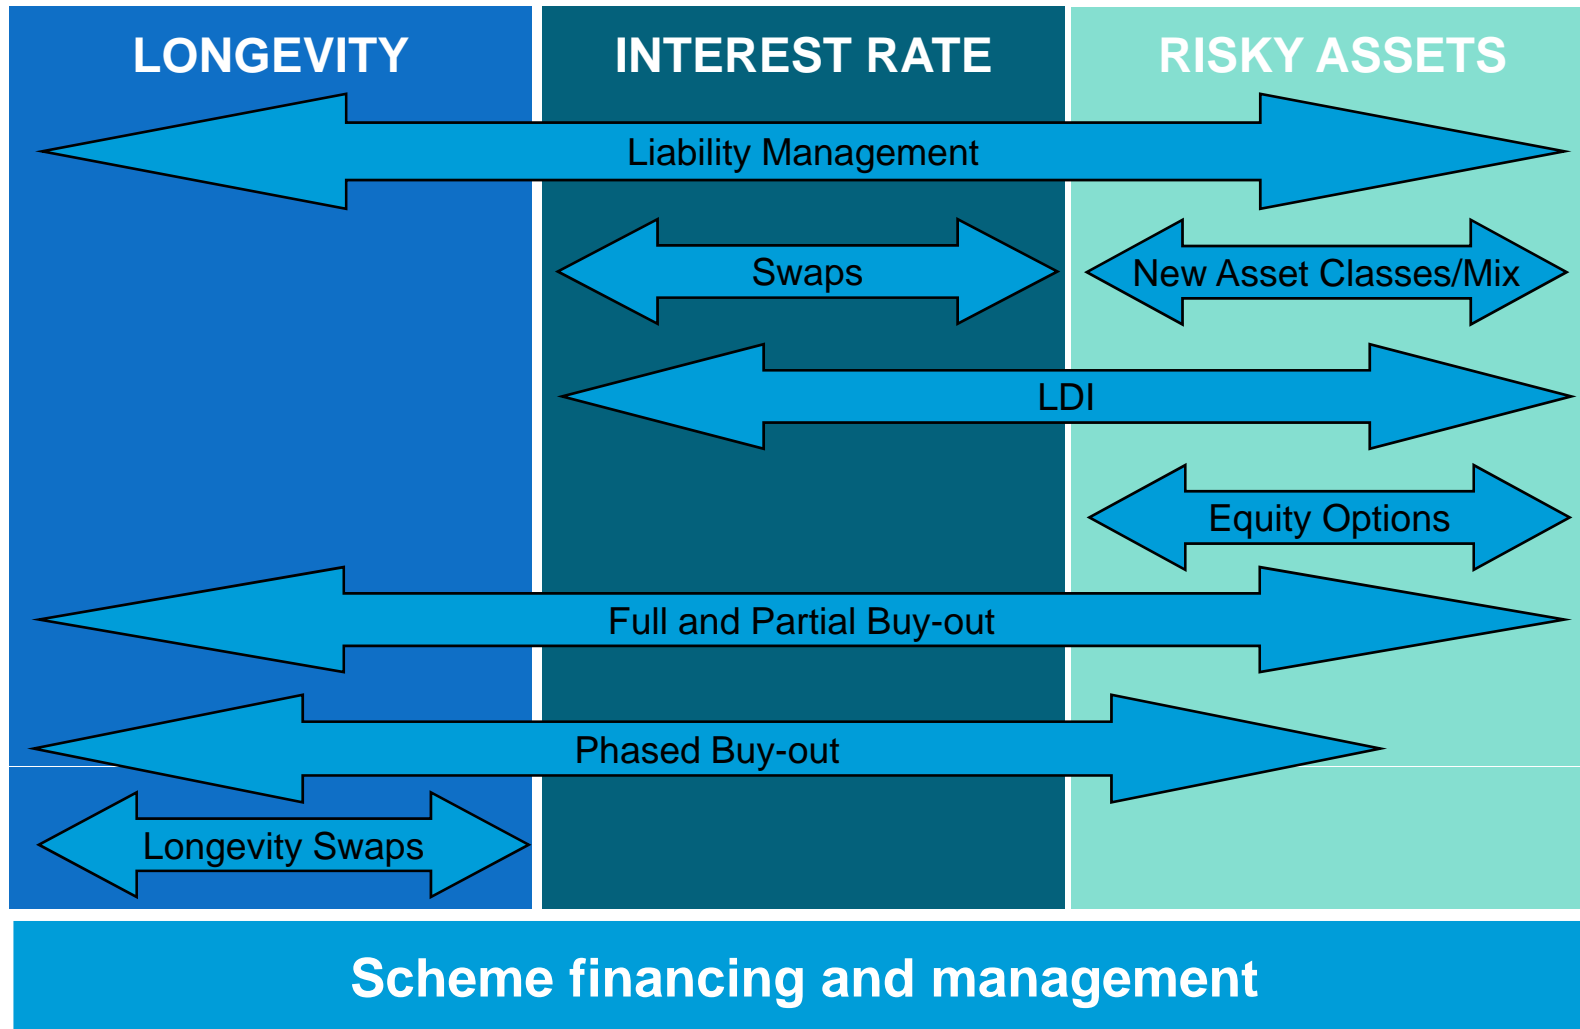 LONGEVITY
INTEREST RATE
RISKY ASSETS
Liability Management
Swaps
New Asset Classes/Mix
LDI
Equity Options
Full and Partial Buy-out
Phased Buy-out
Longevity Swaps
Scheme financing and management